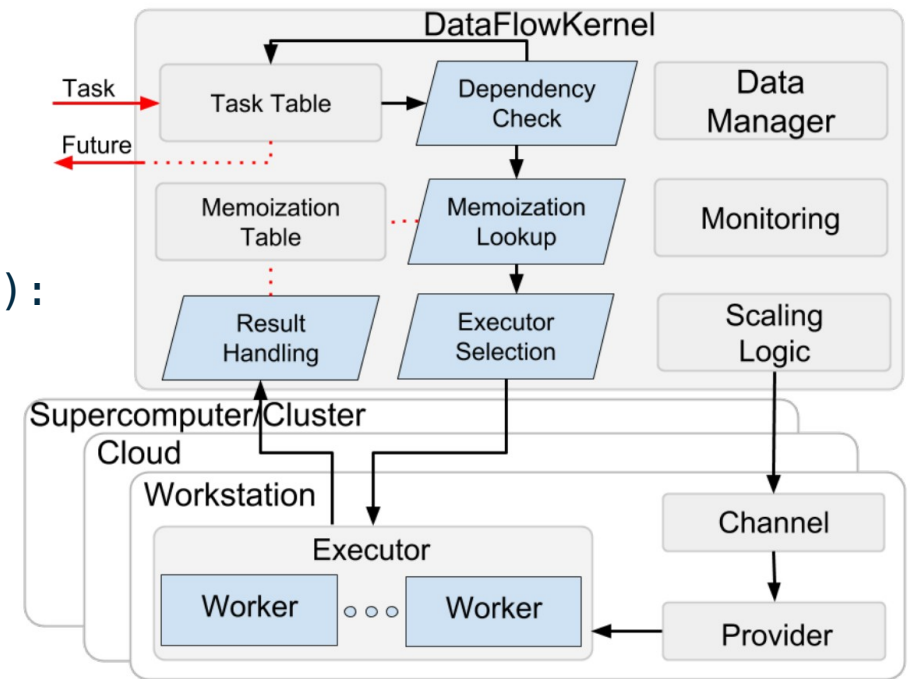 DataFlowKernel
Task
Task Table
Dependency
Check
Data
Manager
Future
Memoization
Table
Memoization
Lookup
Monitoring
):
Result
Handling
Executor
Selection
Scaling
Logic
Supercomputer/Cluster
Cloud
Workstation
Channel
Executor
Worker
Worker
Provider